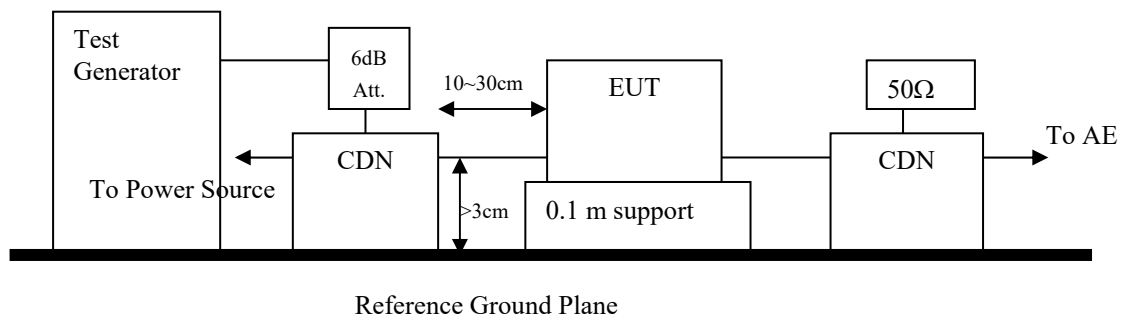 Test
Generator
6dB
Att.
10~30cm
EUT
50Ω
To AE
CDN
CDN
To Power Source
>3cm
0.1 m support
Reference Ground Plane